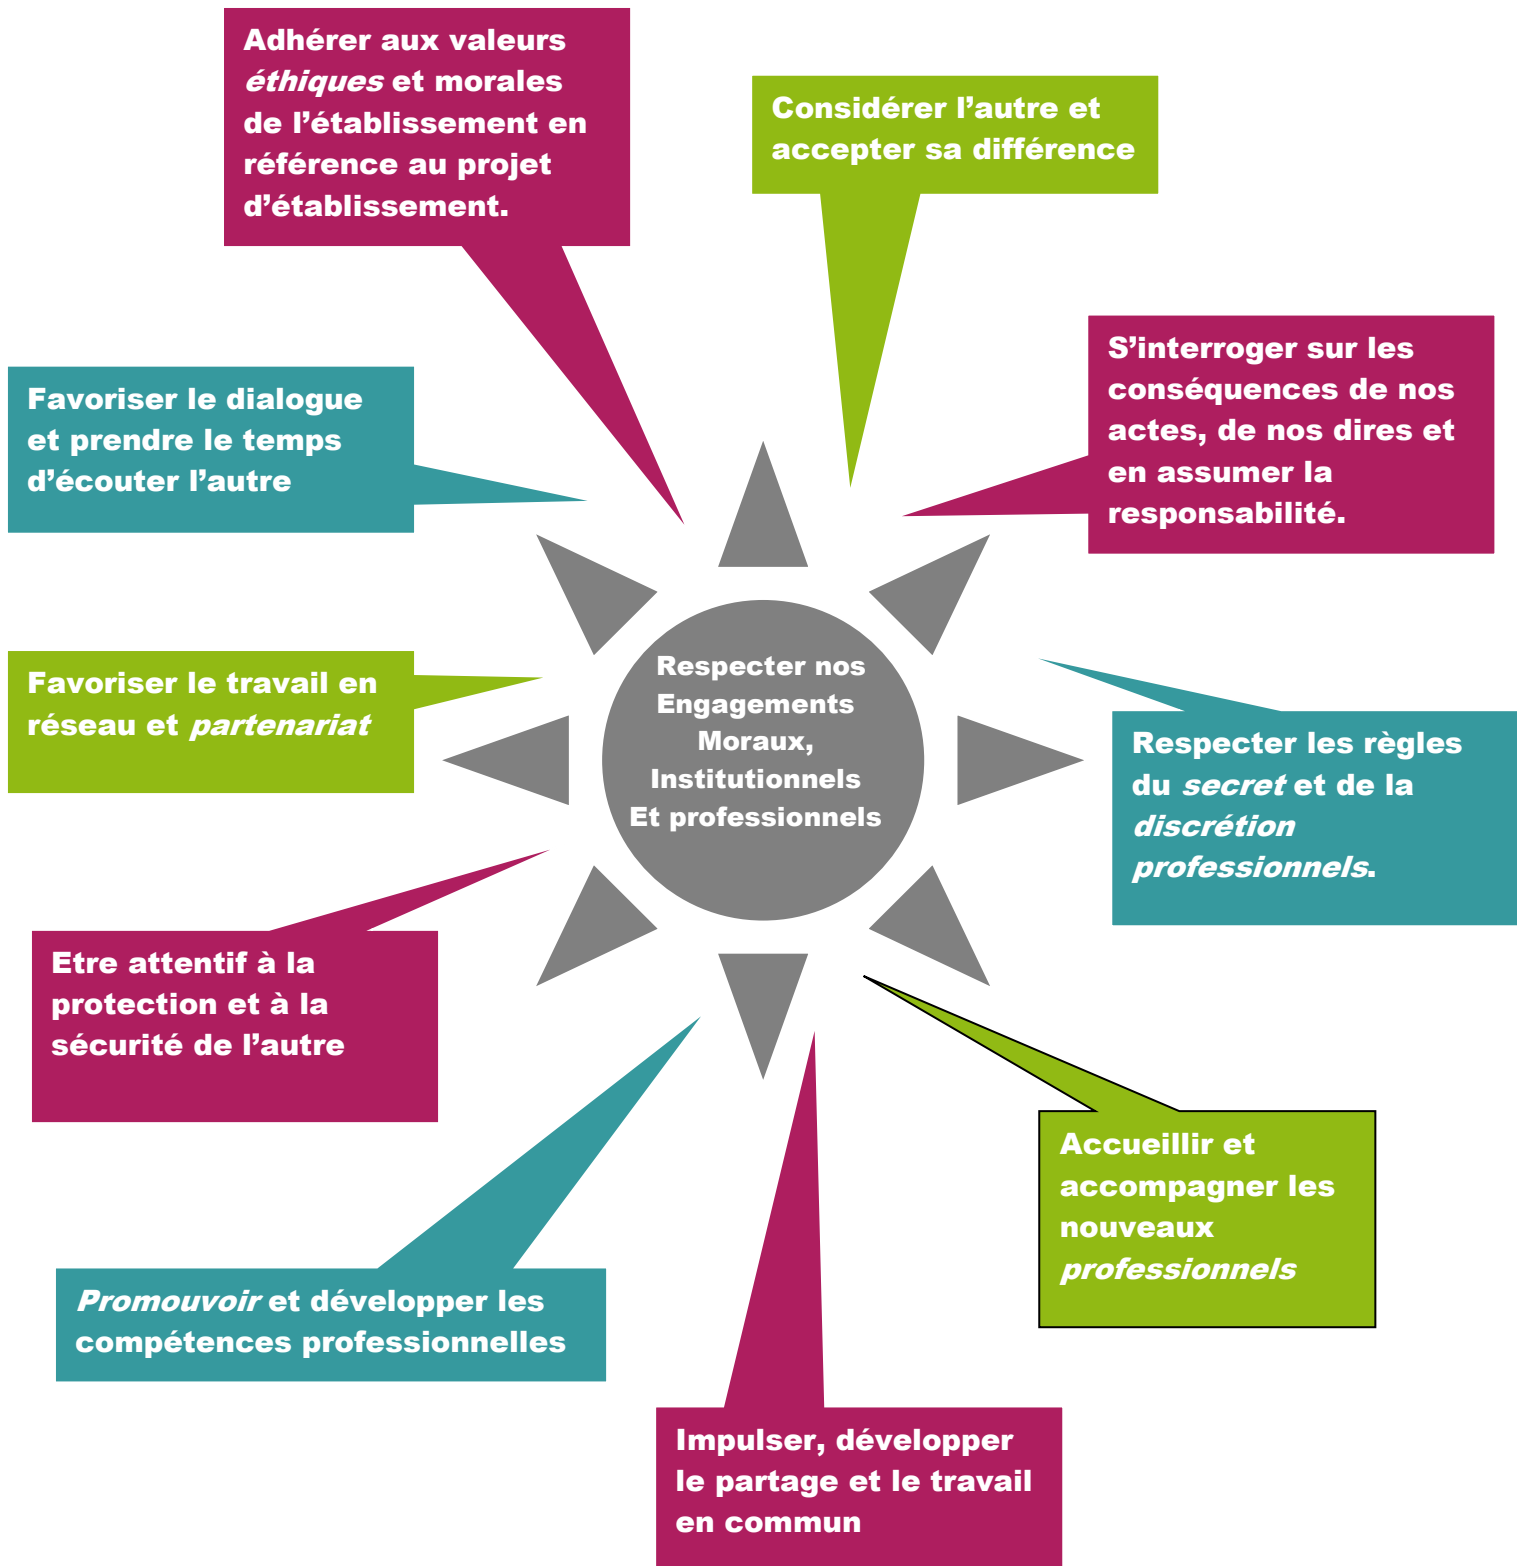 Adhérer aux valeurs
éthiques et morales
de l’établissement en
référence au projet
d’établissement.
Considérer l’autre et
accepter sa différence
S’interroger sur les
conséquences de nos
actes, de nos dires et
en assumer la
responsabilité.
Favoriser le dialogue
et prendre le temps
d’écouter l’autre
Respecter nos
Engagements
Moraux,
Institutionnels
Et professionnels
Favoriser le travail en
réseau et partenariat
Respecter les règles
du secret et de la
discrétion
professionnels.
Etre attentif à la
protection et à la
sécurité de l’autre
Accueillir et
accompagner les
nouveaux
professionnels
Promouvoir et développer les
compétences professionnelles
Impulser, développer
le partage et le travail
en commun